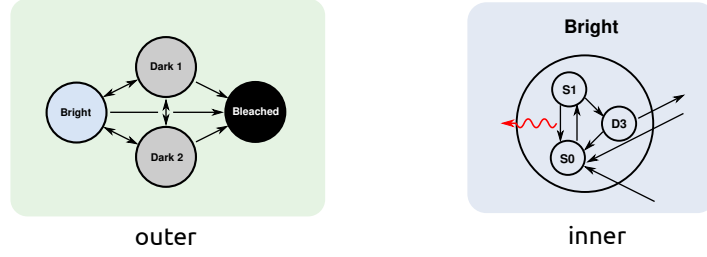 Dark 1
Bright
Bleached
Dark 2
outer
Bright
S1
D3
S0
inner